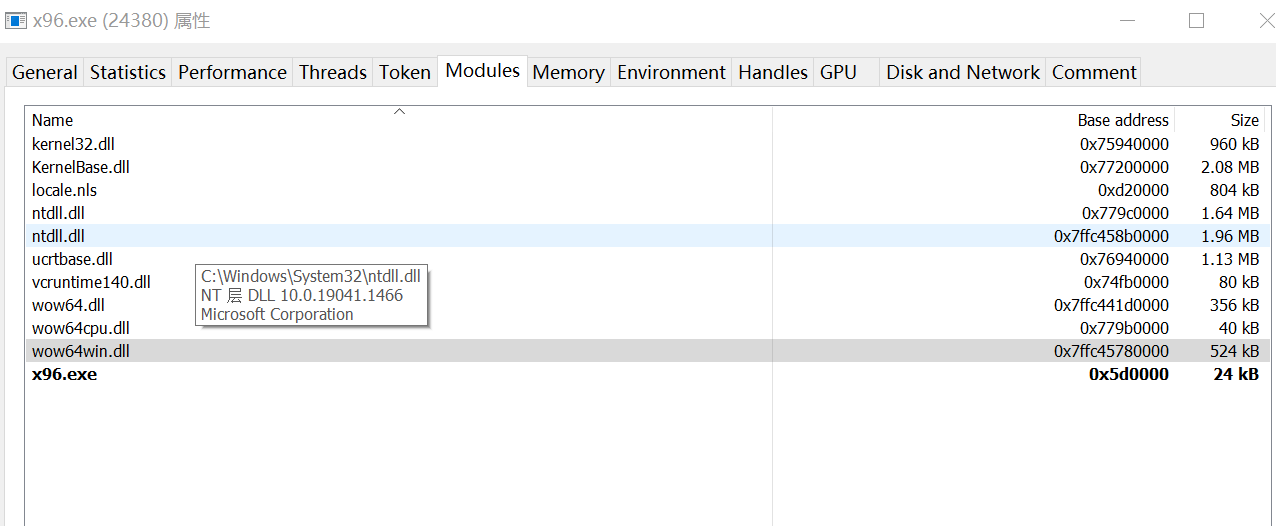 x96.exe (24380) 属性
General Statistics Performance Threads Token Modules Memory Environment Handles GPU Disk and Network Comment
Name Base address Size
kernel32.dll 0x75940000 960 kB
KernelBase.dll 0x77200000 2.08 MB
locale.nls 0xd20000 804 kB
ntdll.dll 0x779c0000 1.64 MB
ntdll.dll 0x7ffc458b0000 1.96 MB
ucrtbase.dll 0x76940000 1.13 MB
C:\Windows\System32\ntdll.dll
vcruntime140.dll 0x74fb0000 80 kB
NT 层 DLL 10.0.19041.1466
wow64.dll 0x7ffc441d0000 356 kB
Microsoft Corporation
wow64cpu.dll 0x779b0000 40 kB
wow64win.dll 0x7ffc45780000 524 kB
x96.exe 0x5d0000 24 kB